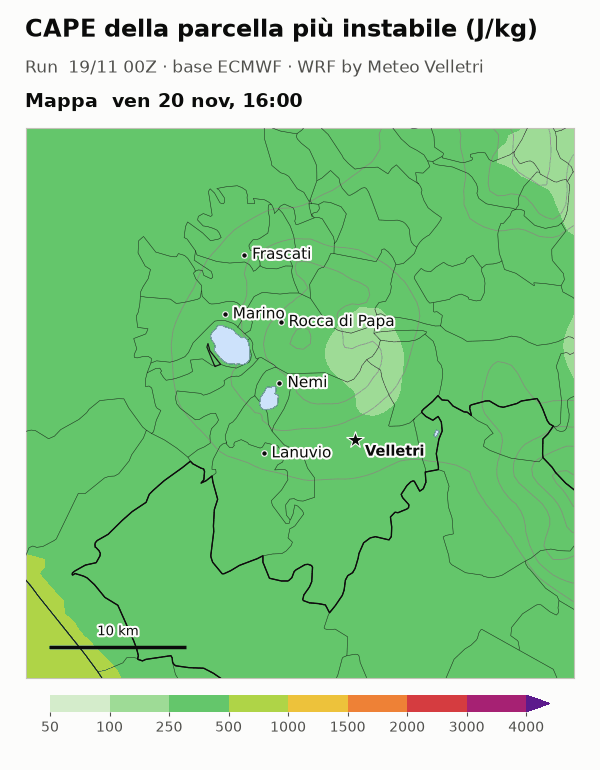 CAPE della parcella più instabile (J/kg)
Run  19/11 00Z · base ECMWF · WRF by Meteo Velletri
Mappa  ven 20 nov, 16:00
Frascati
Marino
Rocca di Papa
Nemi
Velletri
Lanuvio
10 km
50 100 250 500 1000 1500 2000 3000 4000